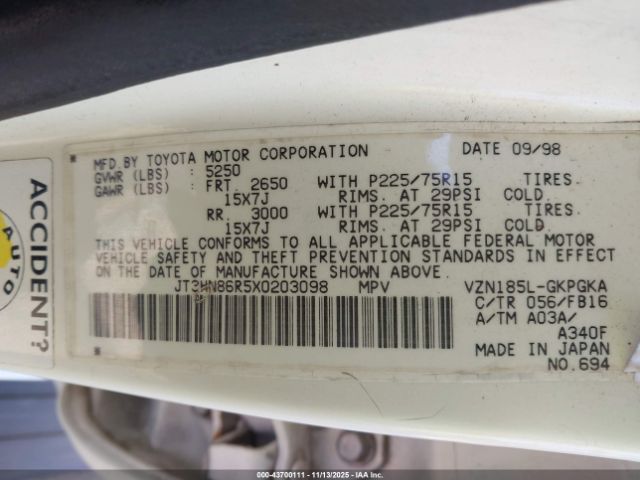 MFD.BY TOYOTA MOTOR CORPORATION DATE 09/98
GVWR (LBS) : 5250
GAWR (LBS) : FRT. 2650 WITH P225/75R15 TIRES.
15X7J RIMS. AT 29PSI COLD.
RR. 3000 WITH P225/75R15 TIRES.
15X7J RIMS. AT 29PSI COLD.
THIS VEHICLE CONFORMS TO ALL APPLICABLE FEDERAL MOTOR
VEHICLE SAFETY AND THEFT PREVENTION STANDARDS IN EFFECT
ON THE DATE OF MANUFACTURE SHOWN ABOVE.
JT3HN86R5X0203098 MPV VZN185L-GKPGKA
C/TR 056/FB16
A/TM A03A/
A340F
MADE IN JAPAN
NO.694
ACCIDENT?
AUTO
000-43700111 - 11/13/2025 - IAAI.com